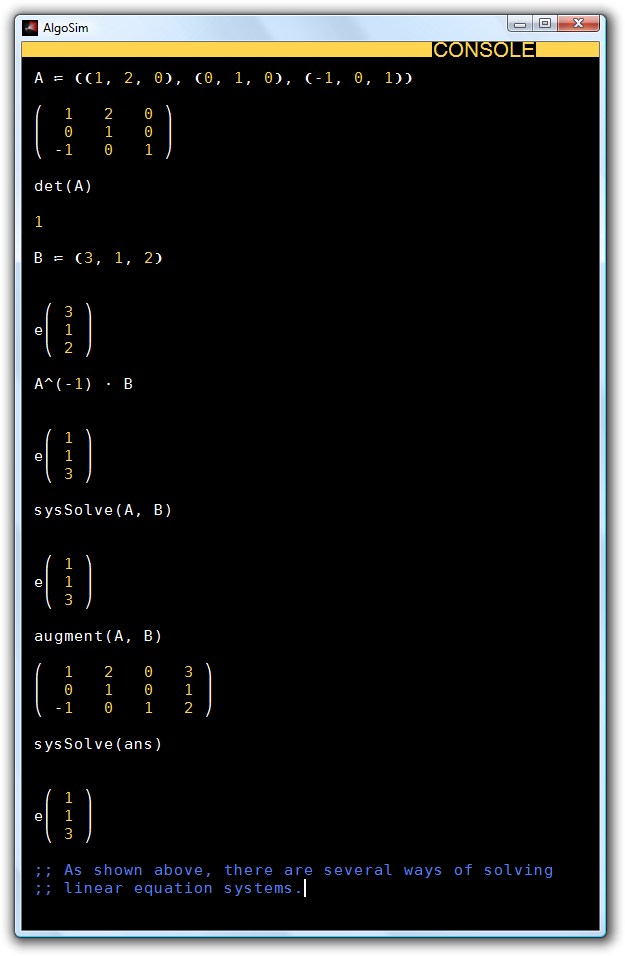 AlgoSim
CONSOLE
A ≔ ((1, 2, 0), (0, 1, 0), (-1, 0, 1))
1 2 0
0 1 0
-1 0 1
det(A)
1
B ≔ (3, 1, 2)
3
e 1
2
A^(-1) · B
1
e 1
3
sysSolve(A, B)
1
e 1
3
augment(A, B)
1 2 0 3
0 1 0 1
-1 0 1 2
sysSolve(ans)
1
e 1
3
;; As shown above, there are several ways of solving
;; linear equation systems.